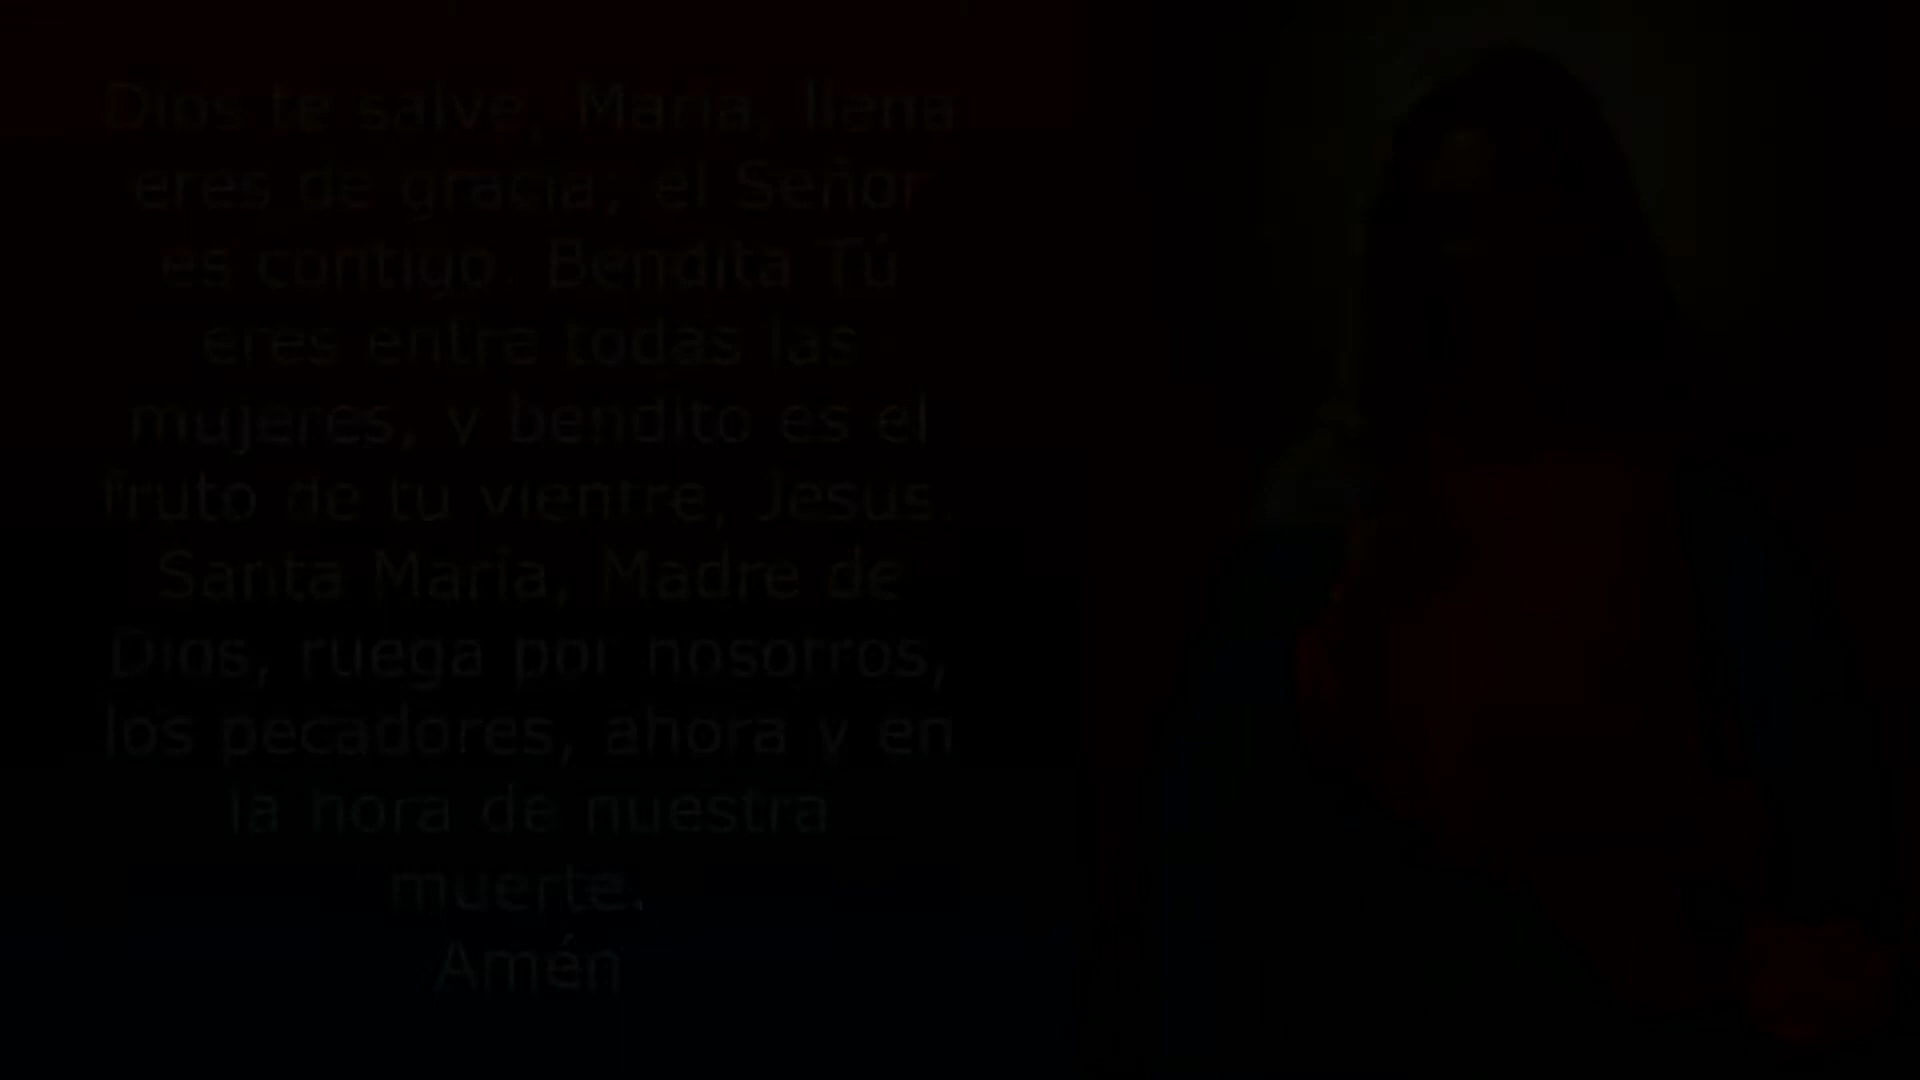 Dios te salve, María, llena
eres de gracia; el Señor
es contigo. Bendita Tú
eres entre todas las
mujeres, y bendito es el
fruto de tu vientre, Jesús.
Santa María, Madre de
Dios, ruega por nosotros,
los pecadores, ahora y en
la hora de nuestra
muerte.
Amén